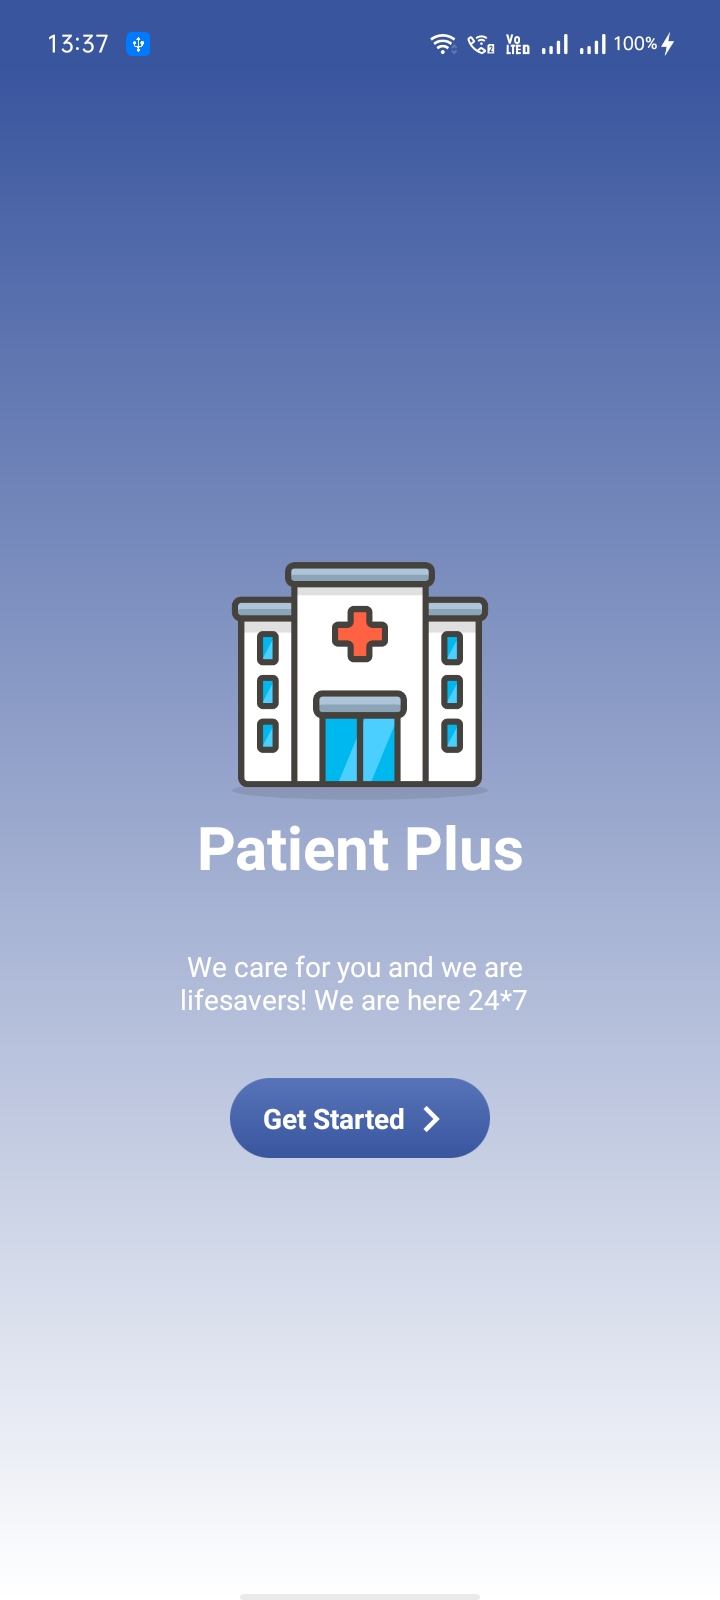 13:37
Vo
LTE 100%
Patient Plus
We care for you and we are
lifesavers! We are here 24*7
Get Started